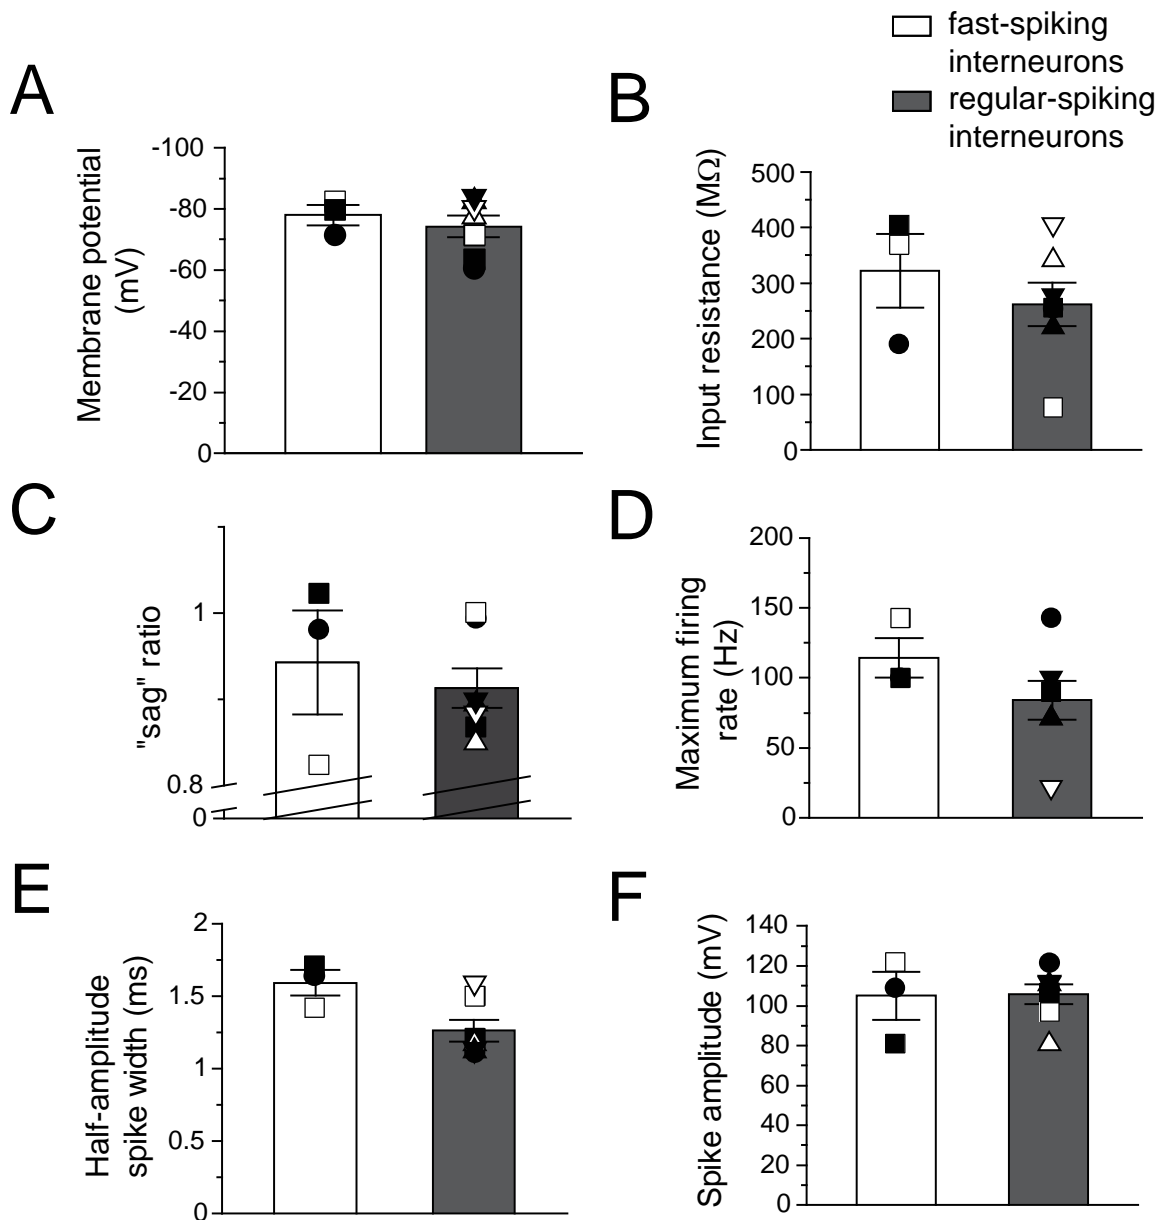 fast-spiking
interneurons
regular-spiking
interneurons
A
Membrane potential
(mV)
-100
-80
-60
-40
-20
0
B
Input resistance (MΩ)
500
400
300
200
100
0
C
"sag" ratio
1
0.8
0
D
Maximum firing
rate (Hz)
200
150
100
50
0
E
Half-amplitude
spike width (ms)
2
1.5
1
0.5
0
F
Spike amplitude (mV)
140
120
100
80
60
40
20
0